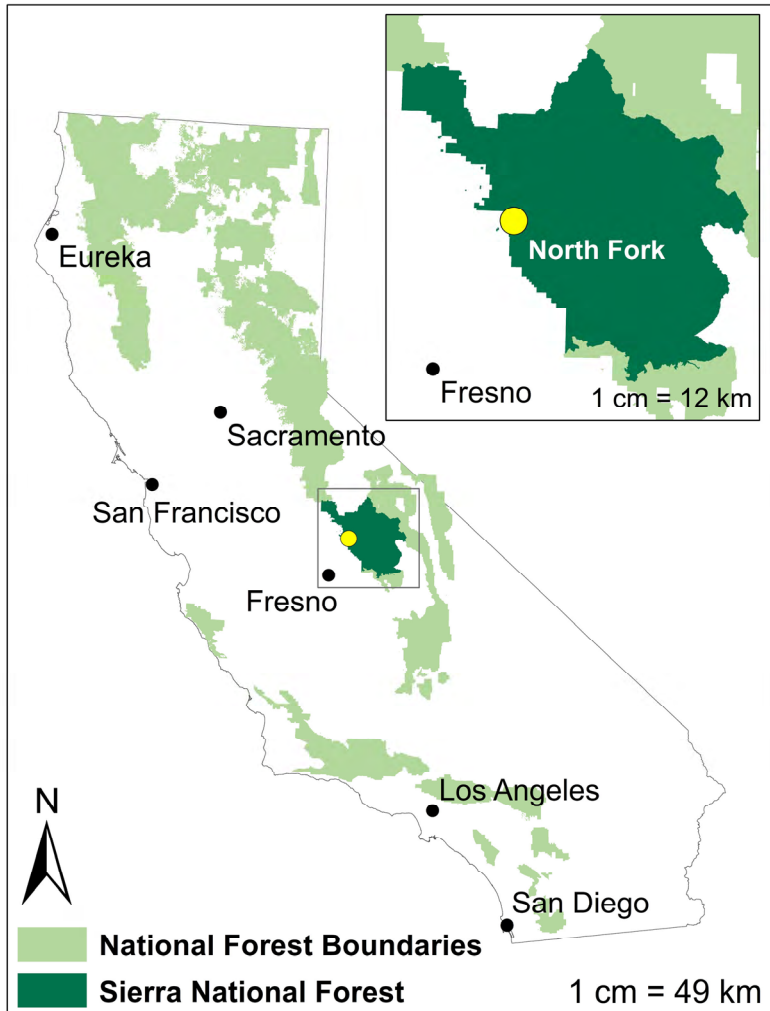 North Fork
Fresno
1 cm = 12 km
Eureka
Sacramento
San Francisco
Fresno
Los Angeles
San Diego
N
National Forest Boundaries
Sierra National Forest
1 cm = 49 km